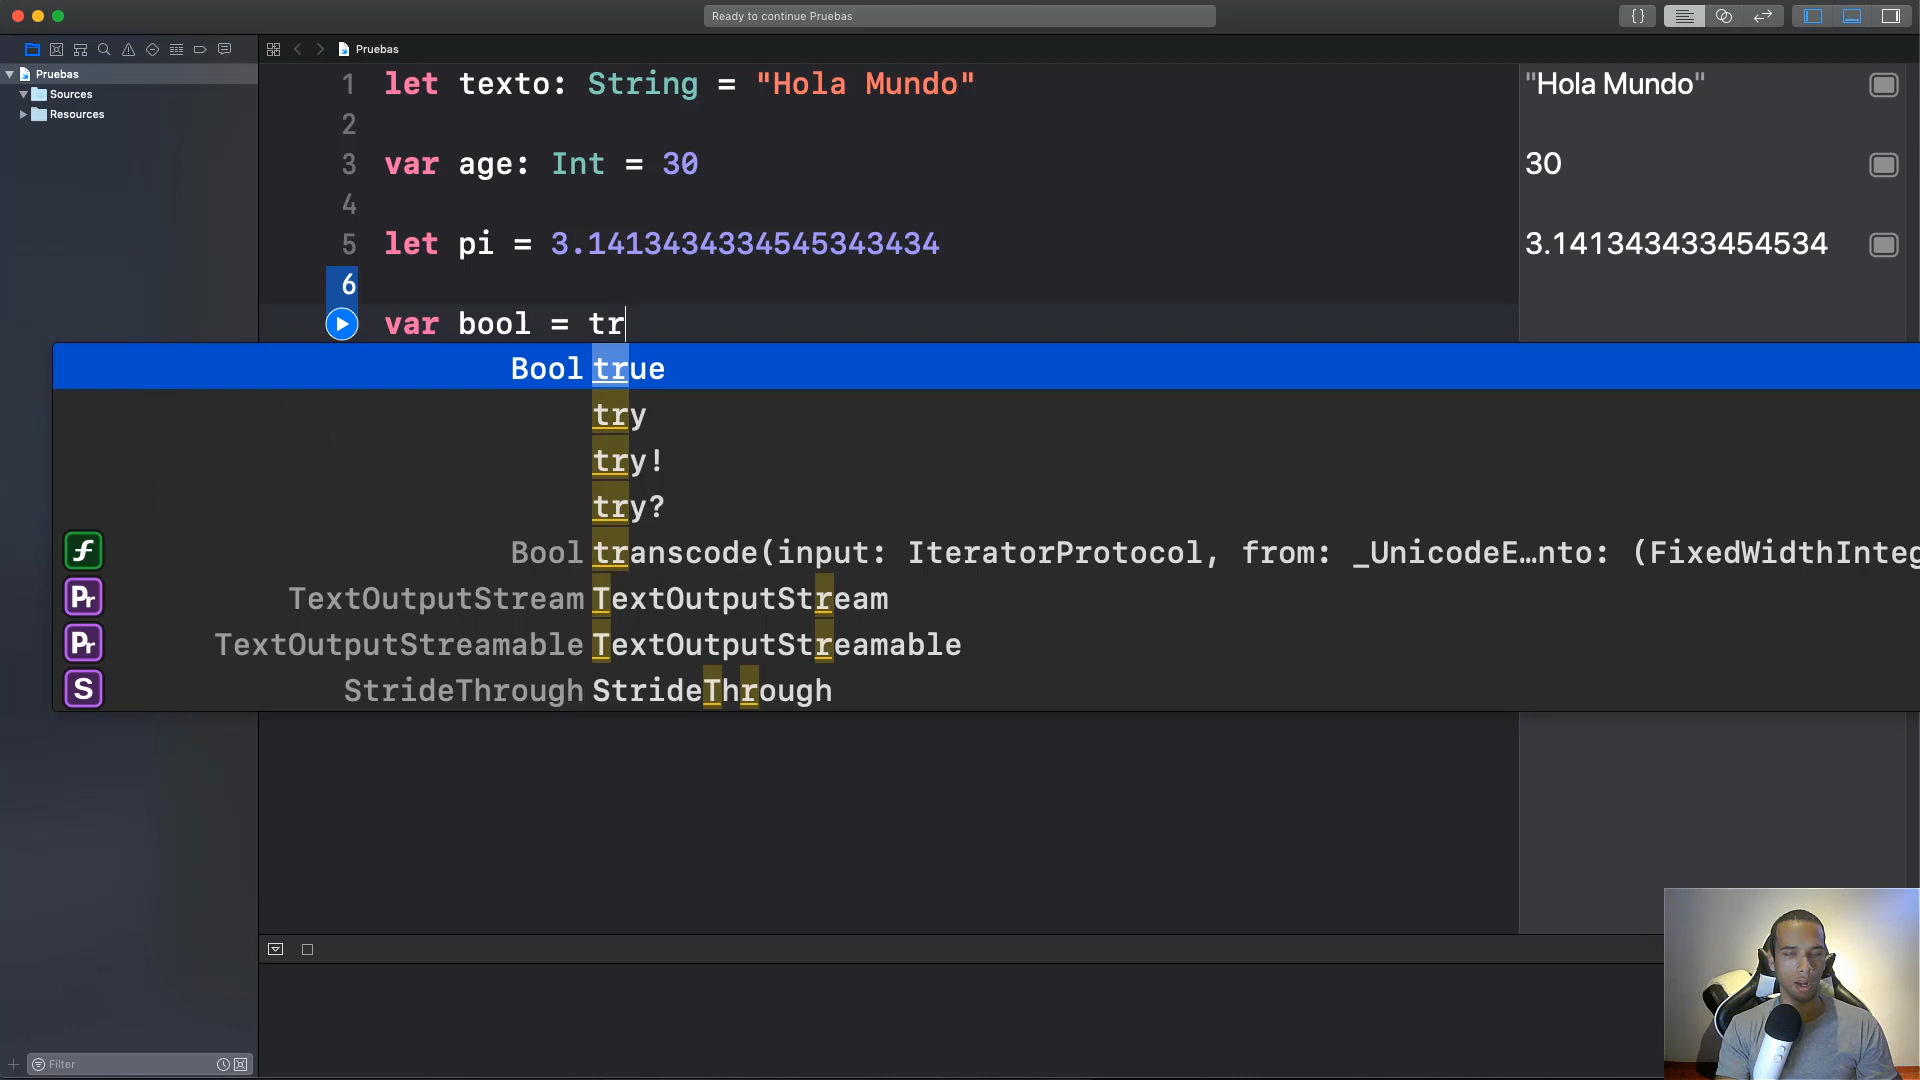 Ready to continue Pruebas
{}
Pruebas
Pruebas
Sources
Resources
1 let texto: String = "Hola Mundo"
"Hola Mundo"
2
3 var age: Int = 30
30
4
5 let pi = 3.1413434334545343434
3.141343433454534
6
var bool = tr
Bool true
try
try!
try?
f Bool transcode(input: IteratorProtocol, from: _UnicodeE…nto: (FixedWidthInteg
Pr TextOutputStream TextOutputStream
Pr TextOutputStreamable TextOutputStreamable
S StrideThrough StrideThrough
Filter